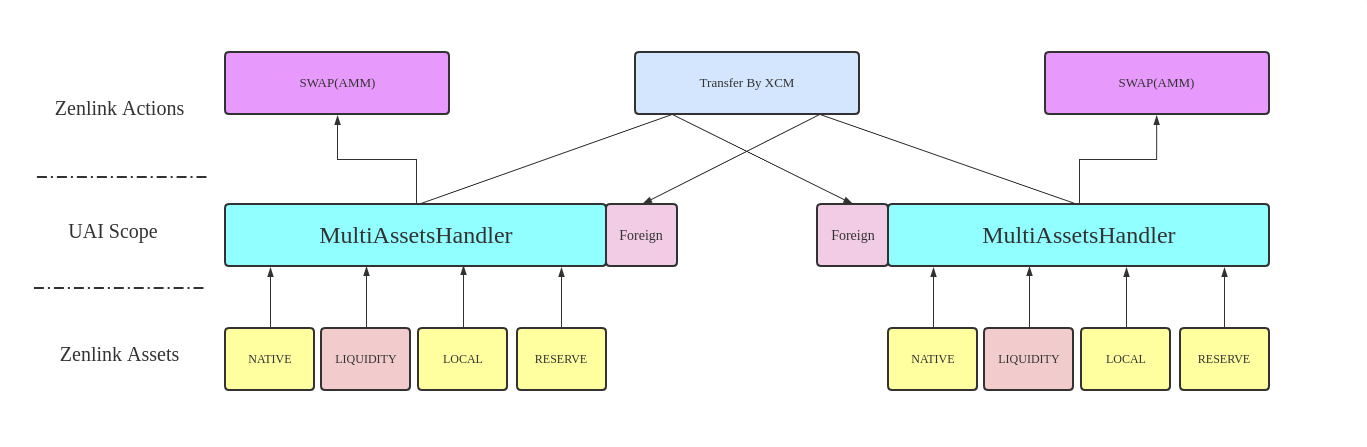 SWAP(AMM)
Transfer By XCM
SWAP(AMM)
Zenlink Actions
UAI Scope
MultiAssetsHandler
Foreign
Foreign
MultiAssetsHandler
Zenlink Assets
NATIVE
LIQUIDITY
LOCAL
RESERVE
NATIVE
LIQUIDITY
LOCAL
RESERVE